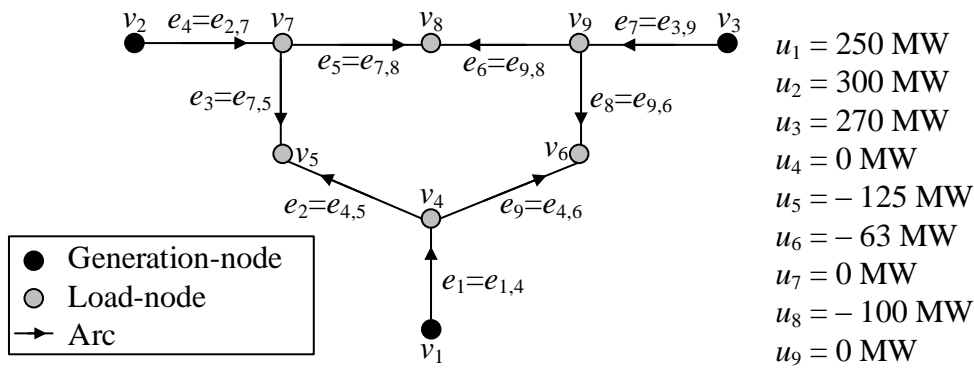 v2
e4=e2,7
v7
v8
v9
e7=e3,9
v3
e5=e7,8
e6=e9,8
e3=e7,5
e8=e9,6
v5
v6
v4
e2=e4,5
e9=e4,6
e1=e1,4
v1
Generation-node
Load-node
Arc
u1 = 250 MW
u2 = 300 MW
u3 = 270 MW
u4 = 0 MW
u5 = – 125 MW
u6 = – 63 MW
u7 = 0 MW
u8 = – 100 MW
u9 = 0 MW